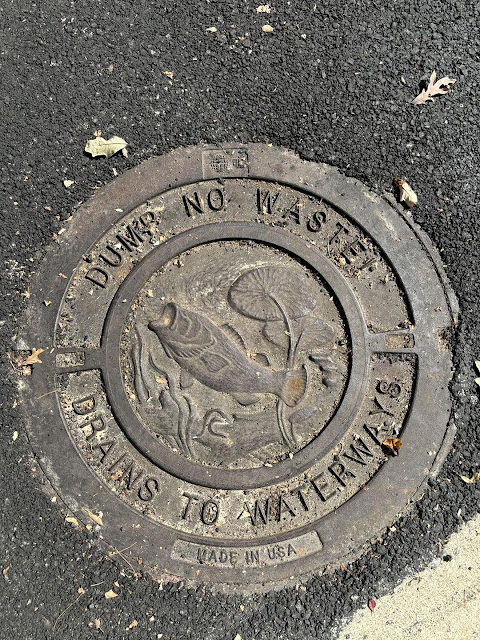 DUMP NO WASTE!
DRAINS TO WATERWAYS
MADE IN USA